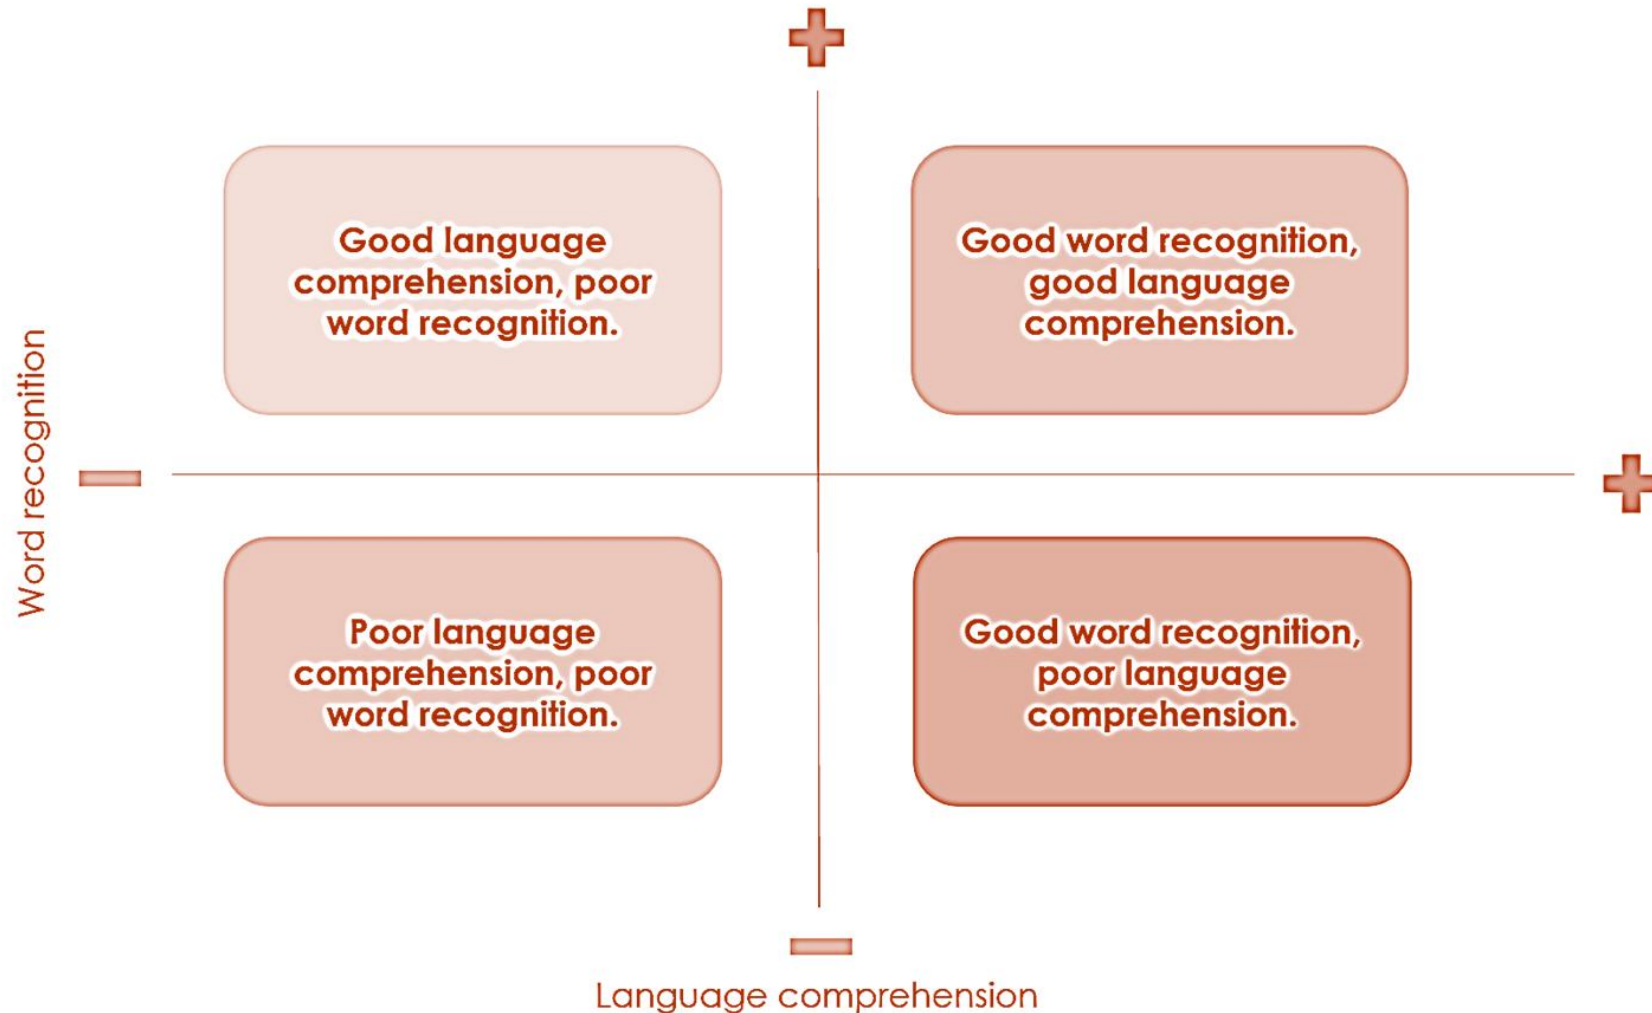 Good language
comprehension, poor
word recognition.
Good word recognition,
good language
comprehension.
Word recognition
Poor language
comprehension, poor
word recognition.
Good word recognition,
poor language
comprehension.
Language comprehension